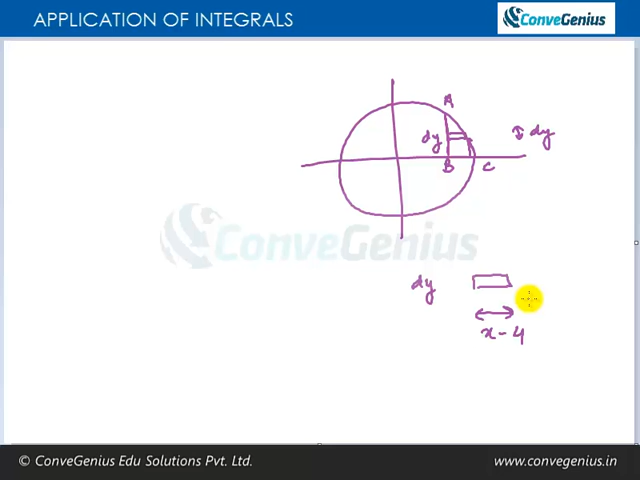 APPLICATION OF INTEGRALS
ConveGenius
A
dy
dy
B
C
ConveGenius
dy
x - 4
© ConveGenius Edu Solutions Pvt. Ltd.
www.convegenius.in